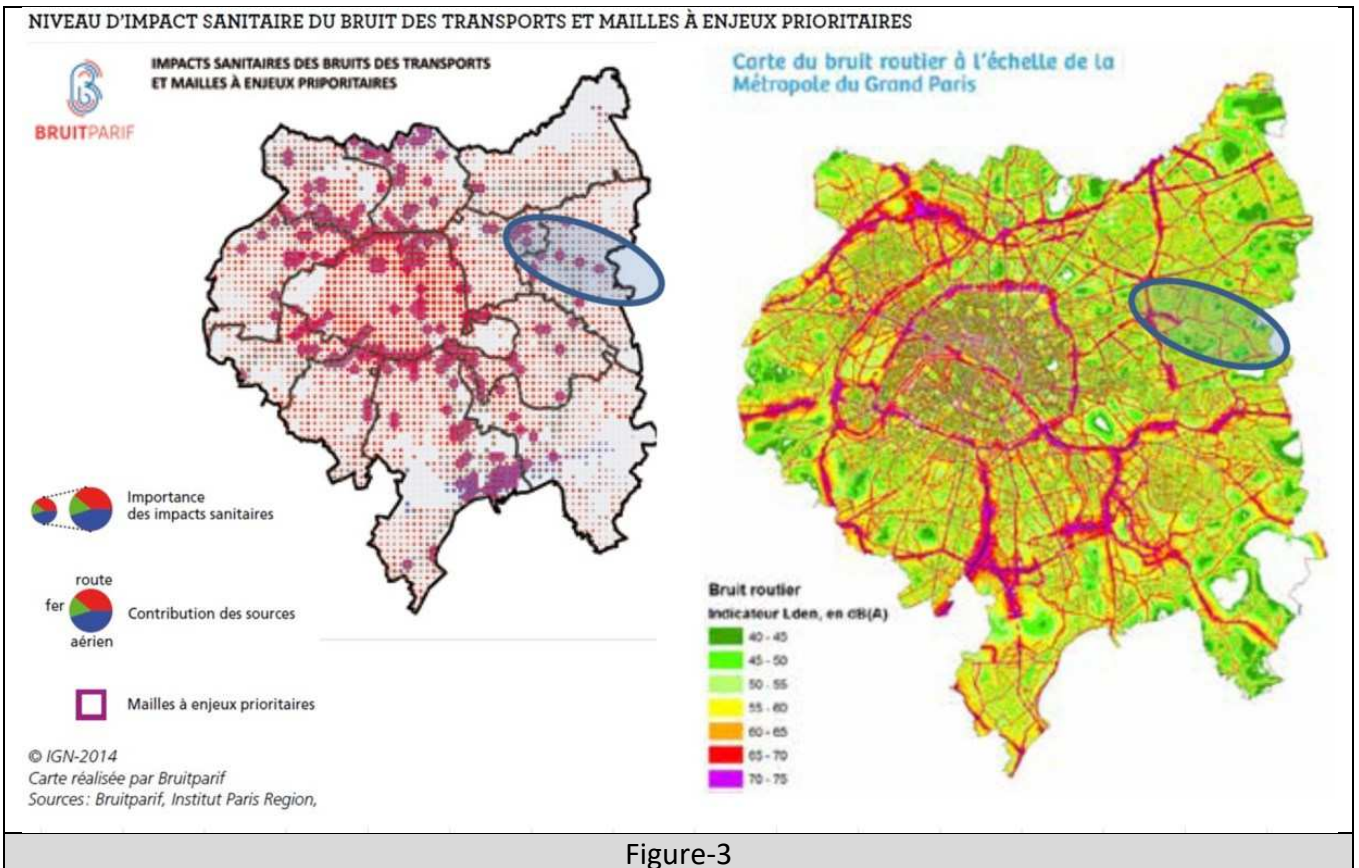 NIVEAU D'IMPACT SANITAIRE DU BRUIT DES TRANSPORTS ET MAILLES À ENJEUX PRIORITAIRES
IMPACTS SANITAIRES DES BRUITS DES TRANSPORTS
ET MAILLES À ENJEUX PRIPORITAIRES
BRUITPARIF
Importance
des impacts sanitaires
route
fer
aérien
Contribution des sources
Mailles à enjeux prioritaires
© IGN-2014
Carte réalisée par Bruitparif
Sources : Bruitparif, Institut Paris Region,
Carte du bruit routier à l'échelle de la
Métropole du Grand Paris
Bruit routier
Indicateur Lden, en dB(A)
40 - 45
45 - 50
50 - 55
55 - 60
60 - 65
65 - 70
70 - 75
Figure-3